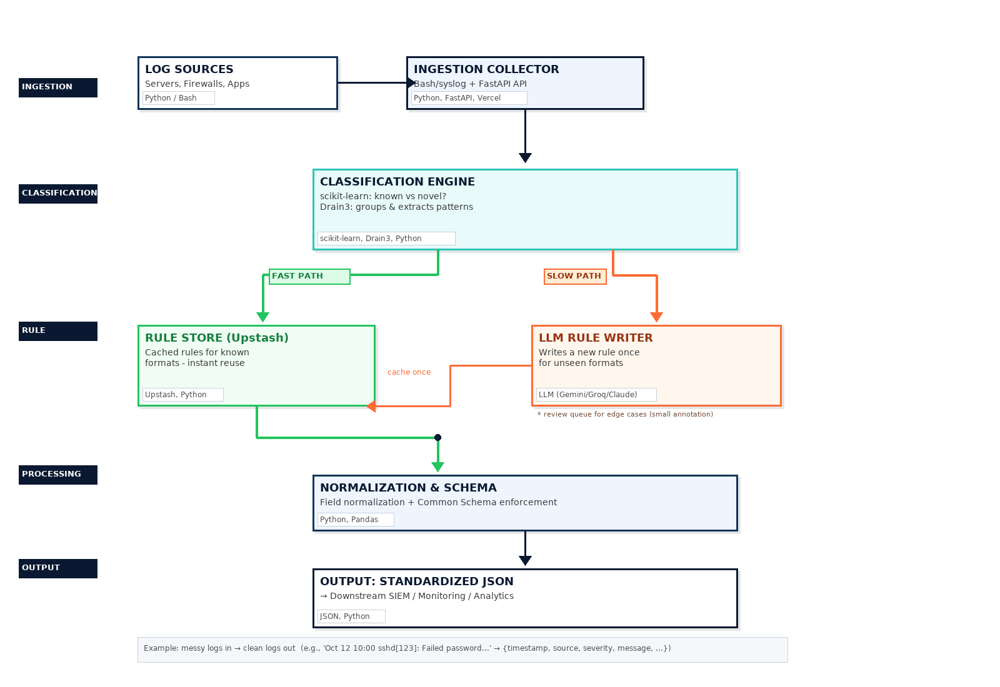 INGESTION
LOG SOURCES
Servers, Firewalls, Apps
Python / Bash
INGESTION COLLECTOR
Bash/syslog + FastAPI API
Python, FastAPI, Vercel
CLASSIFICATION
CLASSIFICATION ENGINE
scikit-learn: known vs novel?
Drain3: groups & extracts patterns
scikit-learn, Drain3, Python
FAST PATH
SLOW PATH
RULE
RULE STORE (Upstash)
Cached rules for known
formats - instant reuse
Upstash, Python
cache once
LLM RULE WRITER
Writes a new rule once
for unseen formats
LLM (Gemini/Groq/Claude)
* review queue for edge cases (small annotation)
PROCESSING
NORMALIZATION & SCHEMA
Field normalization + Common Schema enforcement
Python, Pandas
OUTPUT
OUTPUT: STANDARDIZED JSON
→ Downstream SIEM / Monitoring / Analytics
JSON, Python
Example: messy logs in → clean logs out  (e.g., 'Oct 12 10:00 sshd[123]: Failed password...' → {timestamp, source, severity, message, ...})